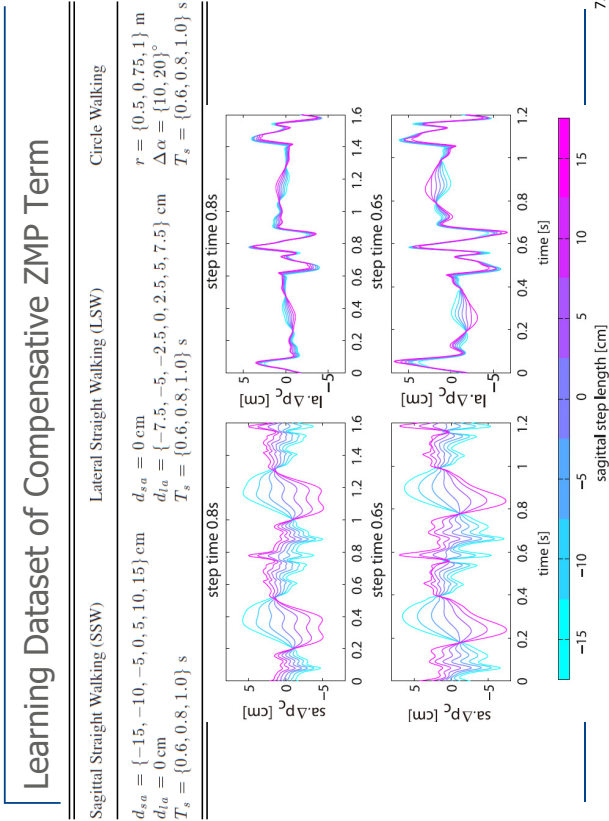 Learning Dataset of Compensative ZMP Term
Sagittal Straight Walking (SSW) Lateral Straight Walking (LSW) Circle Walking
d_sa = {−15, −10, −5, 0, 5, 10, 15} cm d_sa = 0 cm r = {0.5, 0.75, 1} m
d_la = 0 cm d_la = {−7.5, −5, −2.5, 0, 2.5, 5, 7.5} cm Δα = {10, 20}°
T_s = {0.6, 0.8, 1.0} s T_s = {0.6, 0.8, 1.0} s T_s = {0.6, 0.8, 1.0} s
step time 0.8s
sa.Δp_C [cm]
5
0
−5
0 0.2 0.4 0.6 0.8 1 1.2 1.4 1.6
step time 0.8s
la.Δp_C [cm]
5
0
−5
0 0.2 0.4 0.6 0.8 1 1.2 1.4 1.6
step time 0.6s
sa.Δp_C [cm]
5
0
−5
0 0.2 0.4 0.6 0.8 1 1.2
time [s]
step time 0.6s
la.Δp_C [cm]
5
0
−5
0 0.2 0.4 0.6 0.8 1 1.2
time [s]
−15 −10 −5 0 5 10 15
sagittal step length [cm]